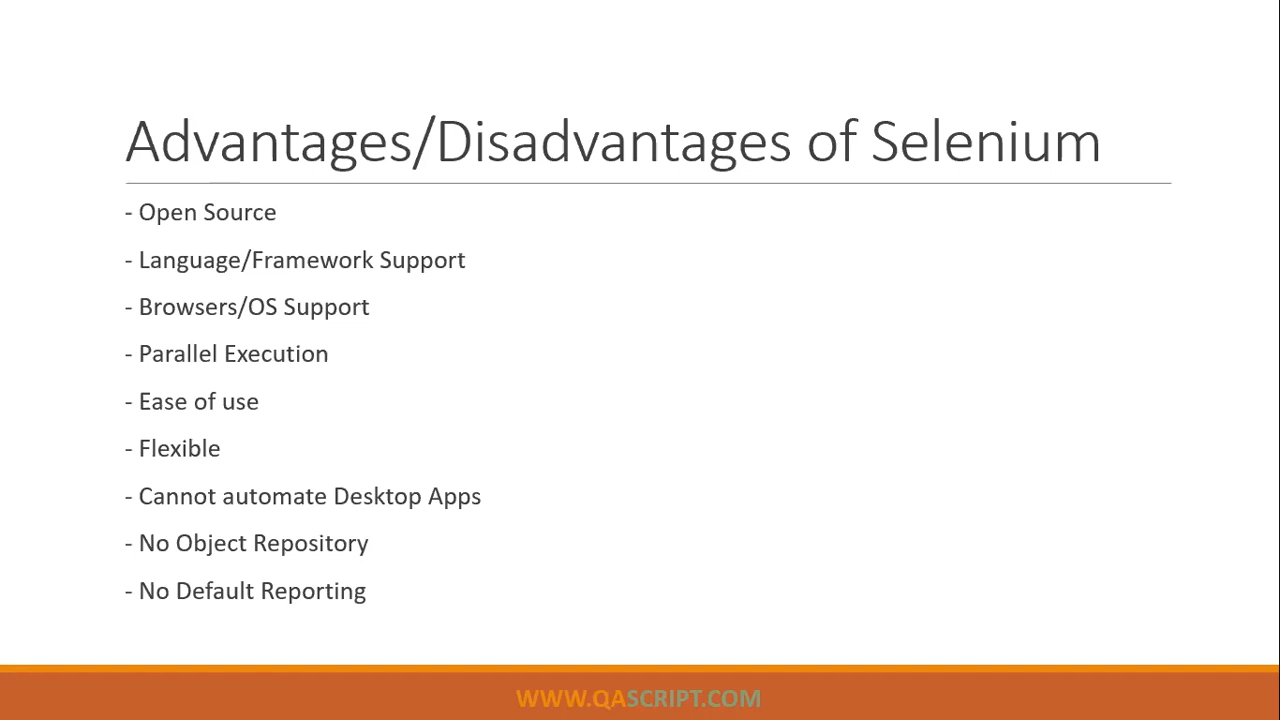 Advantages/Disadvantages of Selenium
- Open Source
- Language/Framework Support
- Browsers/OS Support
- Parallel Execution
- Ease of use
- Flexible
- Cannot automate Desktop Apps
- No Object Repository
- No Default Reporting
WWW.QASCRIPT.COM